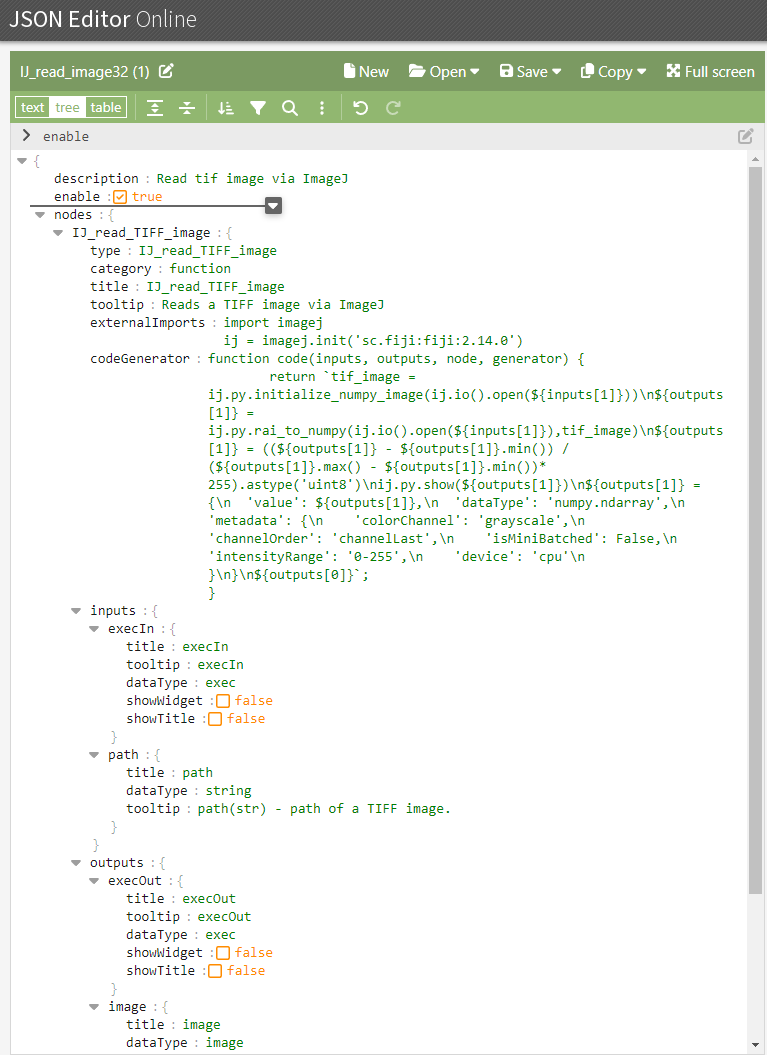 JSON Editor Online
IJ_read_image32 (1) New Open Save Copy Full screen
text tree table
enable
{
description : Read tif image via ImageJ
enable : true
nodes : {
IJ_read_TIFF_image : {
type : IJ_read_TIFF_image
category : function
title : IJ_read_TIFF_image
tooltip : Reads a TIFF image via ImageJ
externalImports : import imagej
ij = imagej.init('sc.fiji:fiji:2.14.0')
codeGenerator : function code(inputs, outputs, node, generator) {
return `tif_image =
ij.py.initialize_numpy_image(ij.io().open(${inputs[1]}))\n${outputs
[1]} =
ij.py.rai_to_numpy(ij.io().open(${inputs[1]}),tif_image)\n${outputs
[1]} = ((${outputs[1]} - ${outputs[1]}.min()) /
(${outputs[1]}.max() - ${outputs[1]}.min())*
255).astype('uint8')\nij.py.show(${outputs[1]})\n${outputs[1]} =
{\n  'value': ${outputs[1]},\n  'dataType': 'numpy.ndarray',\n
'metadata': {\n    'colorChannel': 'grayscale',\n
'channelOrder': 'channelLast',\n    'isMiniBatched': False,\n
'intensityRange': '0-255',\n    'device': 'cpu'\n
}\n}\n${outputs[0]}`;
}
inputs : {
execIn : {
title : execIn
tooltip : execIn
dataType : exec
showWidget : false
showTitle : false
}
path : {
title : path
dataType : string
tooltip : path(str) - path of a TIFF image.
}
}
outputs : {
execOut : {
title : execOut
tooltip : execOut
dataType : exec
showWidget : false
showTitle : false
}
image : {
title : image
dataType : image